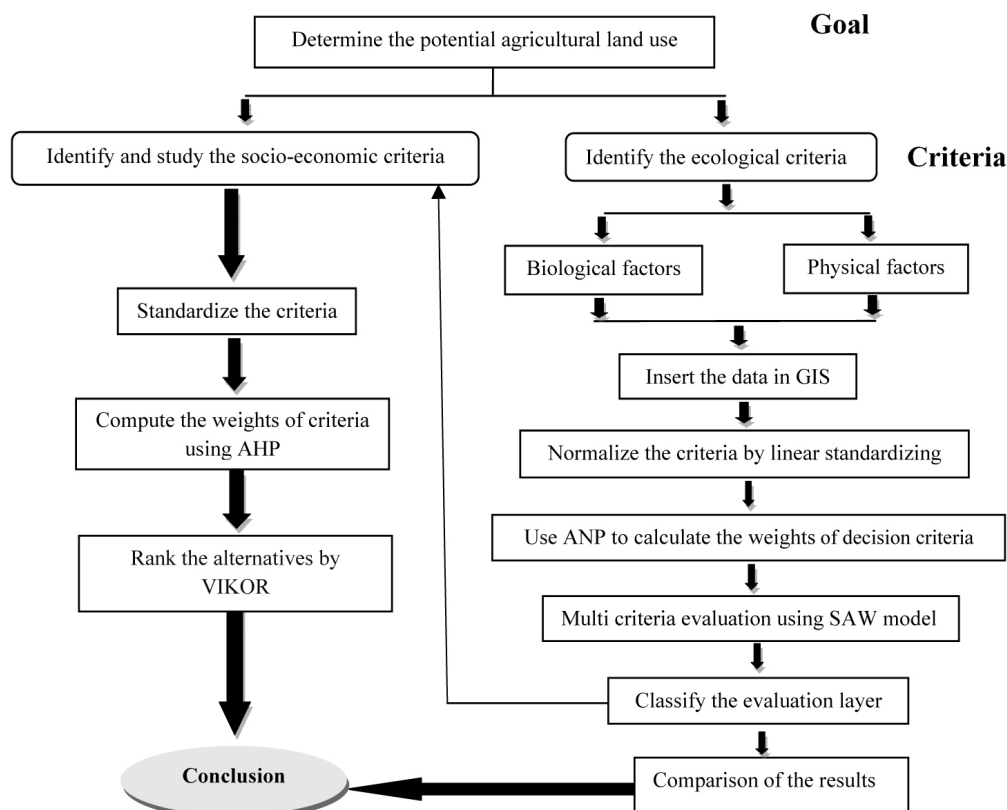 Goal
Determine the potential agricultural land use
Identify and study the socio-economic criteria
Identify the ecological criteria
Criteria
Biological factors
Physical factors
Standardize the criteria
Insert the data in GIS
Compute the weights of criteria
using AHP
Normalize the criteria by linear standardizing
Use ANP to calculate the weights of decision criteria
Rank the alternatives by
VIKOR
Multi criteria evaluation using SAW model
Classify the evaluation layer
Conclusion
Comparison of the results